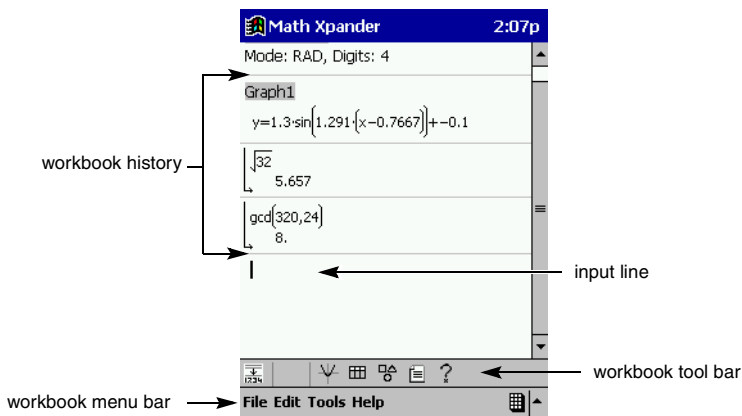 Math Xpander 2:07p
Mode: RAD, Digits: 4
Graph1
y=1.3·sin(1.291·(x−0.7667))+−0.1
√32
5.657
gcd(320,24)
8.
workbook history
input line
1234
workbook tool bar
workbook menu bar
File Edit Tools Help